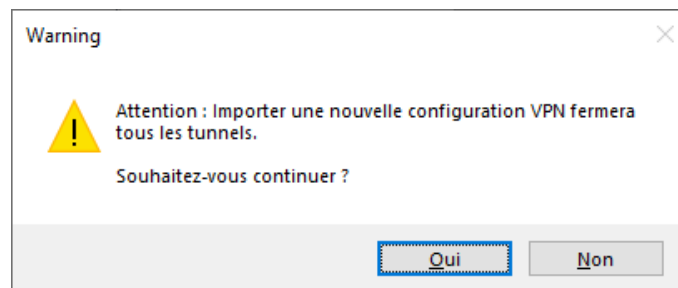 Warning
Attention : Importer une nouvelle configuration VPN fermera
tous les tunnels.
Souhaitez-vous continuer ?
Oui
Non